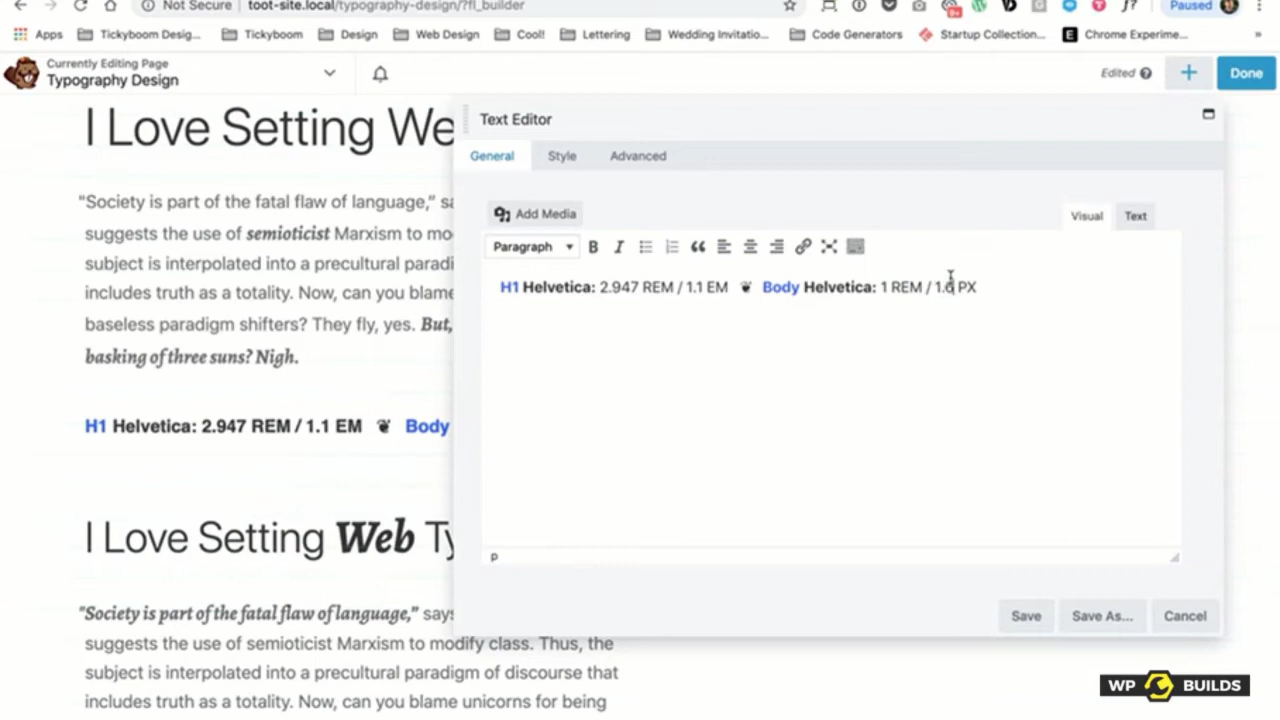 Not Secure toot-site.local/typography-design/?fl_builder Paused
Apps Tickyboom Desig... Tickyboom Design Web Design Cool! Lettering Wedding Invitatio... Code Generators Startup Collection... Chrome Experime... »
Currently Editing Page
Typography Design
Edited
Done
I Love Setting We
Text Editor
General Style Advanced
"Society is part of the fatal flaw of language," sa
suggests the use of semioticist Marxism to mo
subject is interpolated into a precultural paradi
includes truth as a totality. Now, can you blame
baseless paradigm shifters? They fly, yes. But,
basking of three suns? Nigh.
Add Media
Visual Text
Paragraph B I
H1 Helvetica: 2.947 REM / 1.1 EM ❦ Body Helvetica: 1 REM / 1.6 PX
H1 Helvetica: 2.947 REM / 1.1 EM ❦ Body
p
I Love Setting Web Ty
Save Save As... Cancel
"Society is part of the fatal flaw of language," says
suggests the use of semioticist Marxism to modify class. Thus, the
subject is interpolated into a precultural paradigm of discourse that
includes truth as a totality. Now, can you blame unicorns for being
WP BUILDS